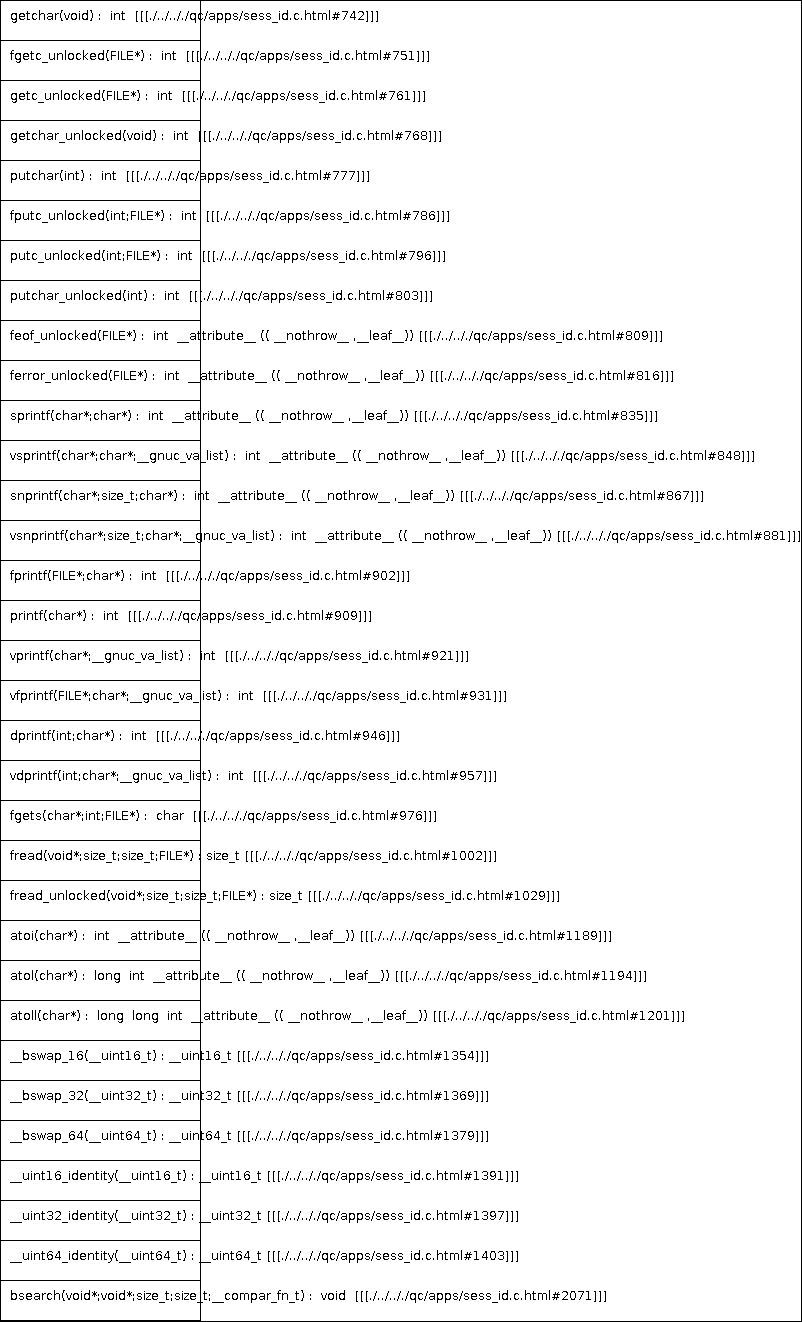 getchar(void) : int [[[./../.././qc/apps/sess_id.c.html#742]]]
fgetc_unlocked(FILE*) : int [[[./../.././qc/apps/sess_id.c.html#751]]]
getc_unlocked(FILE*) : int [[[./../.././qc/apps/sess_id.c.html#761]]]
getchar_unlocked(void) : int [[[./../.././qc/apps/sess_id.c.html#768]]]
putchar(int) : int [[[./../.././qc/apps/sess_id.c.html#777]]]
fputc_unlocked(int;FILE*) : int [[[./../.././qc/apps/sess_id.c.html#786]]]
putc_unlocked(int;FILE*) : int [[[./../.././qc/apps/sess_id.c.html#796]]]
putchar_unlocked(int) : int [[[./../.././qc/apps/sess_id.c.html#803]]]
feof_unlocked(FILE*) : int __attribute__ (( __nothrow__ ,__leaf__)) [[[./../.././qc/apps/sess_id.c.html#809]]]
ferror_unlocked(FILE*) : int __attribute__ (( __nothrow__ ,__leaf__)) [[[./../.././qc/apps/sess_id.c.html#816]]]
sprintf(char*;char*) : int __attribute__ (( __nothrow__ ,__leaf__)) [[[./../.././qc/apps/sess_id.c.html#835]]]
vsprintf(char*;char*;__gnuc_va_list) : int __attribute__ (( __nothrow__ ,__leaf__)) [[[./../.././qc/apps/sess_id.c.html#848]]]
snprintf(char*;size_t;char*) : int __attribute__ (( __nothrow__ ,__leaf__)) [[[./../.././qc/apps/sess_id.c.html#867]]]
vsnprintf(char*;size_t;char*;__gnuc_va_list) : int __attribute__ (( __nothrow__ ,__leaf__)) [[[./../.././qc/apps/sess_id.c.html#881]]]
fprintf(FILE*;char*) : int [[[./../.././qc/apps/sess_id.c.html#902]]]
printf(char*) : int [[[./../.././qc/apps/sess_id.c.html#909]]]
vprintf(char*;__gnuc_va_list) : int [[[./../.././qc/apps/sess_id.c.html#921]]]
vfprintf(FILE*;char*;__gnuc_va_list) : int [[[./../.././qc/apps/sess_id.c.html#931]]]
dprintf(int;char*) : int [[[./../.././qc/apps/sess_id.c.html#946]]]
vdprintf(int;char*;__gnuc_va_list) : int [[[./../.././qc/apps/sess_id.c.html#957]]]
fgets(char*;int;FILE*) : char [[[./../.././qc/apps/sess_id.c.html#976]]]
fread(void*;size_t;size_t;FILE*) : size_t [[[./../.././qc/apps/sess_id.c.html#1002]]]
fread_unlocked(void*;size_t;size_t;FILE*) : size_t [[[./../.././qc/apps/sess_id.c.html#1029]]]
atoi(char*) : int __attribute__ (( __nothrow__ ,__leaf__)) [[[./../.././qc/apps/sess_id.c.html#1189]]]
atol(char*) : long int __attribute__ (( __nothrow__ ,__leaf__)) [[[./../.././qc/apps/sess_id.c.html#1194]]]
atoll(char*) : long long int __attribute__ (( __nothrow__ ,__leaf__)) [[[./../.././qc/apps/sess_id.c.html#1201]]]
__bswap_16(__uint16_t) : __uint16_t [[[./../.././qc/apps/sess_id.c.html#1354]]]
__bswap_32(__uint32_t) : __uint32_t [[[./../.././qc/apps/sess_id.c.html#1369]]]
__bswap_64(__uint64_t) : __uint64_t [[[./../.././qc/apps/sess_id.c.html#1379]]]
__uint16_identity(__uint16_t) : __uint16_t [[[./../.././qc/apps/sess_id.c.html#1391]]]
__uint32_identity(__uint32_t) : __uint32_t [[[./../.././qc/apps/sess_id.c.html#1397]]]
__uint64_identity(__uint64_t) : __uint64_t [[[./../.././qc/apps/sess_id.c.html#1403]]]
bsearch(void*;void*;size_t;size_t;__compar_fn_t) : void [[[./../.././qc/apps/sess_id.c.html#2071]]]